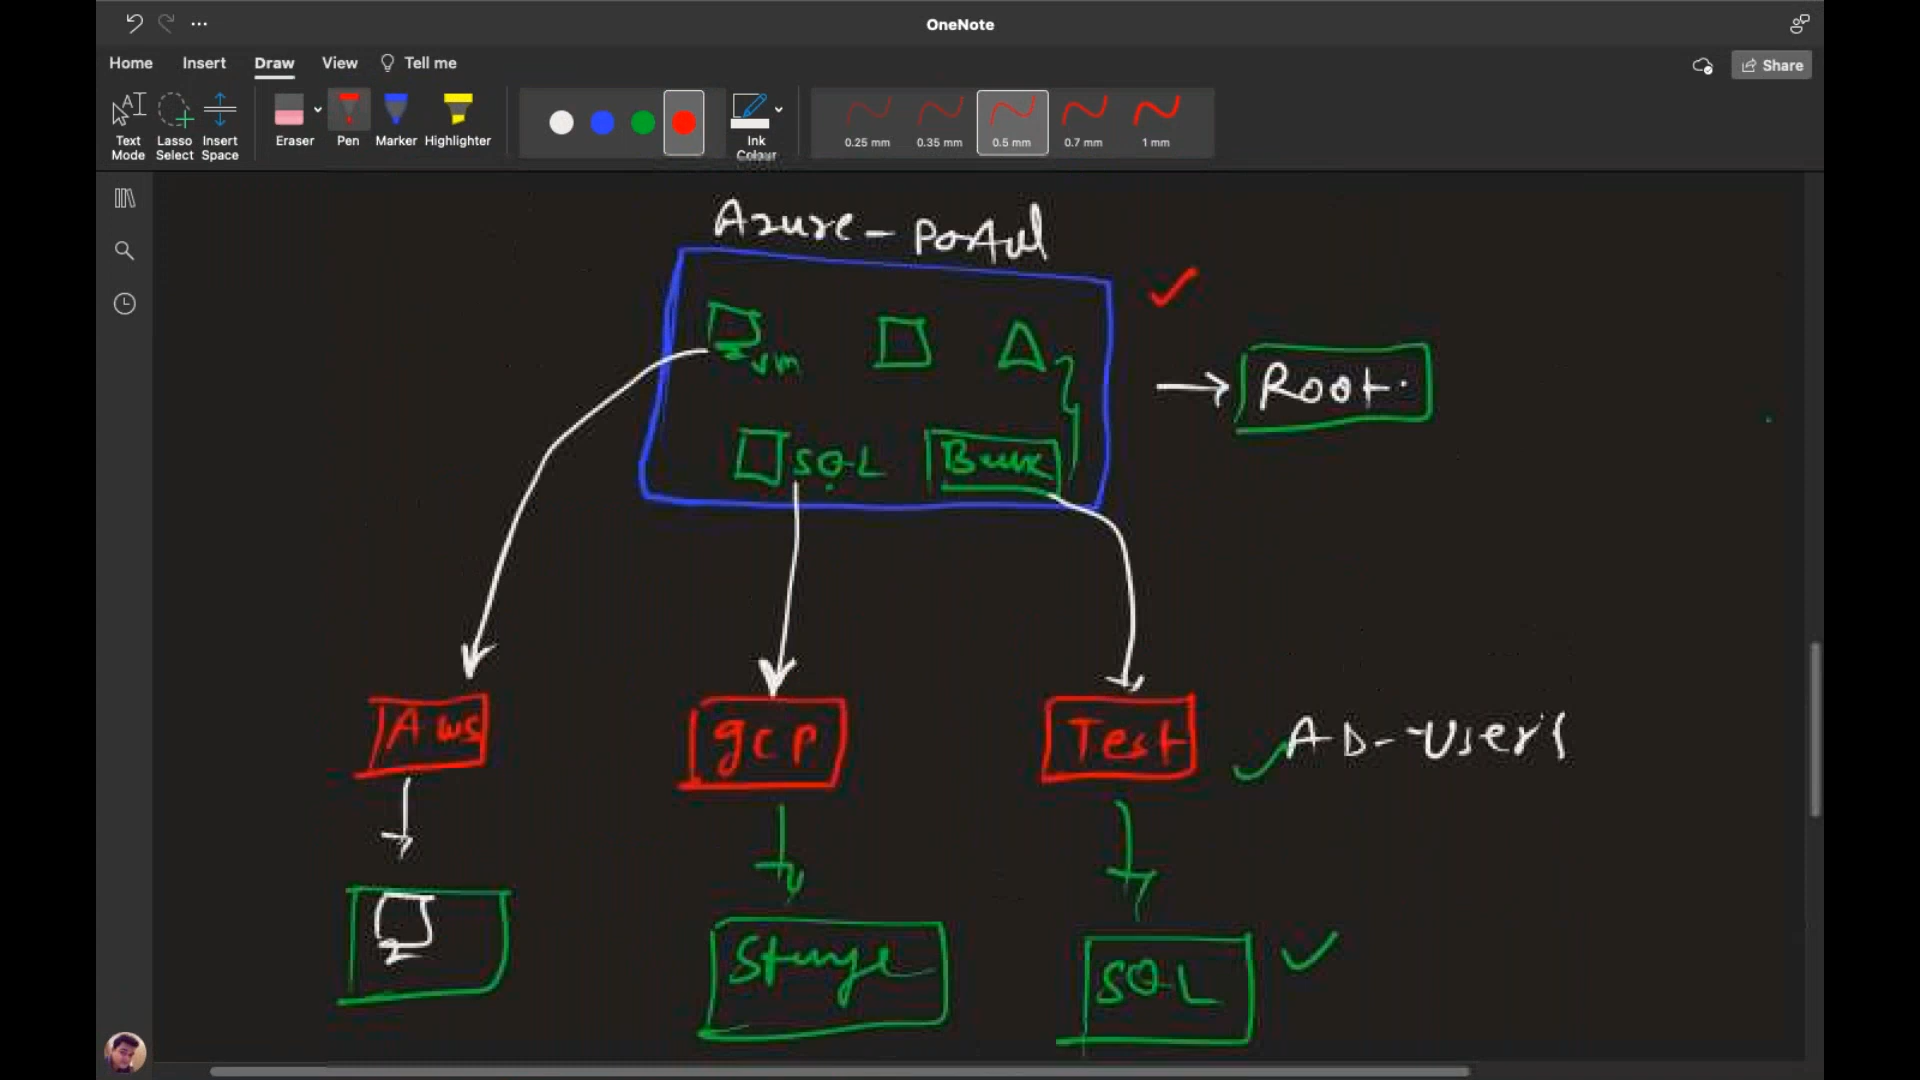 OneNote
Home Insert Draw View Tell me
Share
Text Mode
Lasso Select
Insert Space
Eraser
Pen
Marker
Highlighter
Ink Colour
0.25 mm
0.35 mm
0.5 mm
0.7 mm
1 mm
Azure - Portal
vm
Root.
SQL
Aws
gcp
Test
AD-Users
Storage
SQL